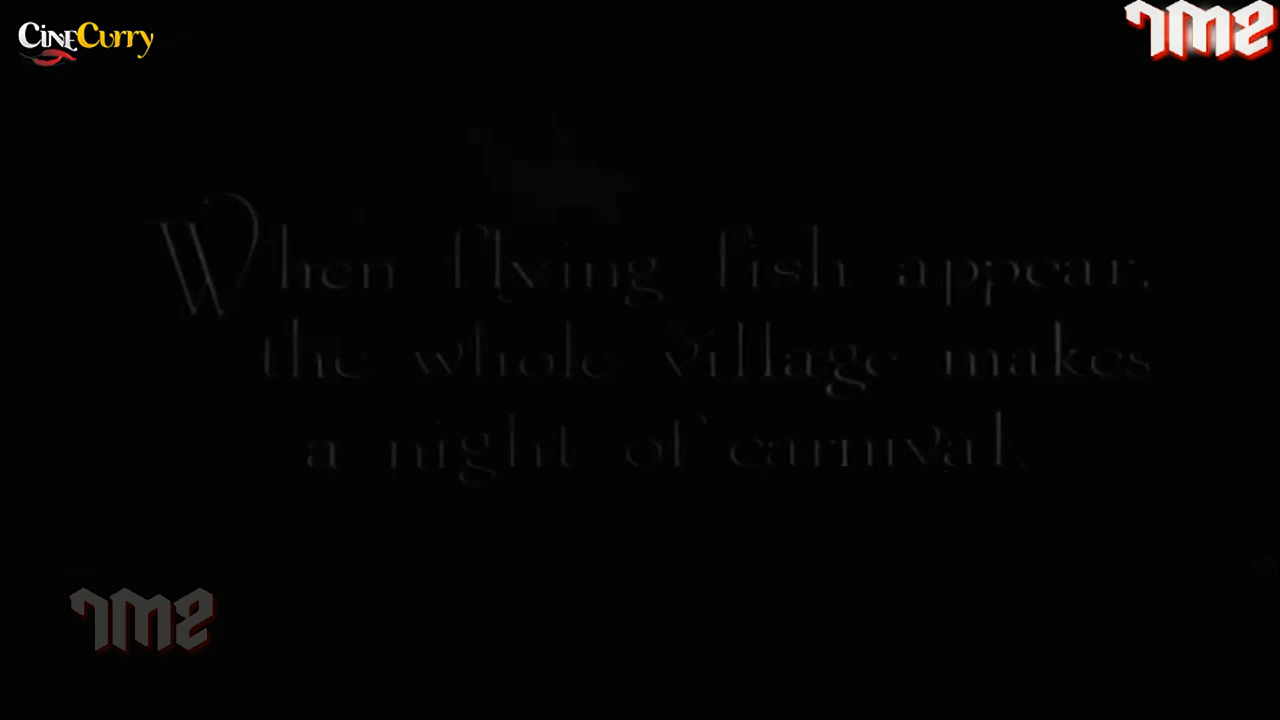 CineCurry
When flying fish appear,
the whole village makes
a night of carnival.